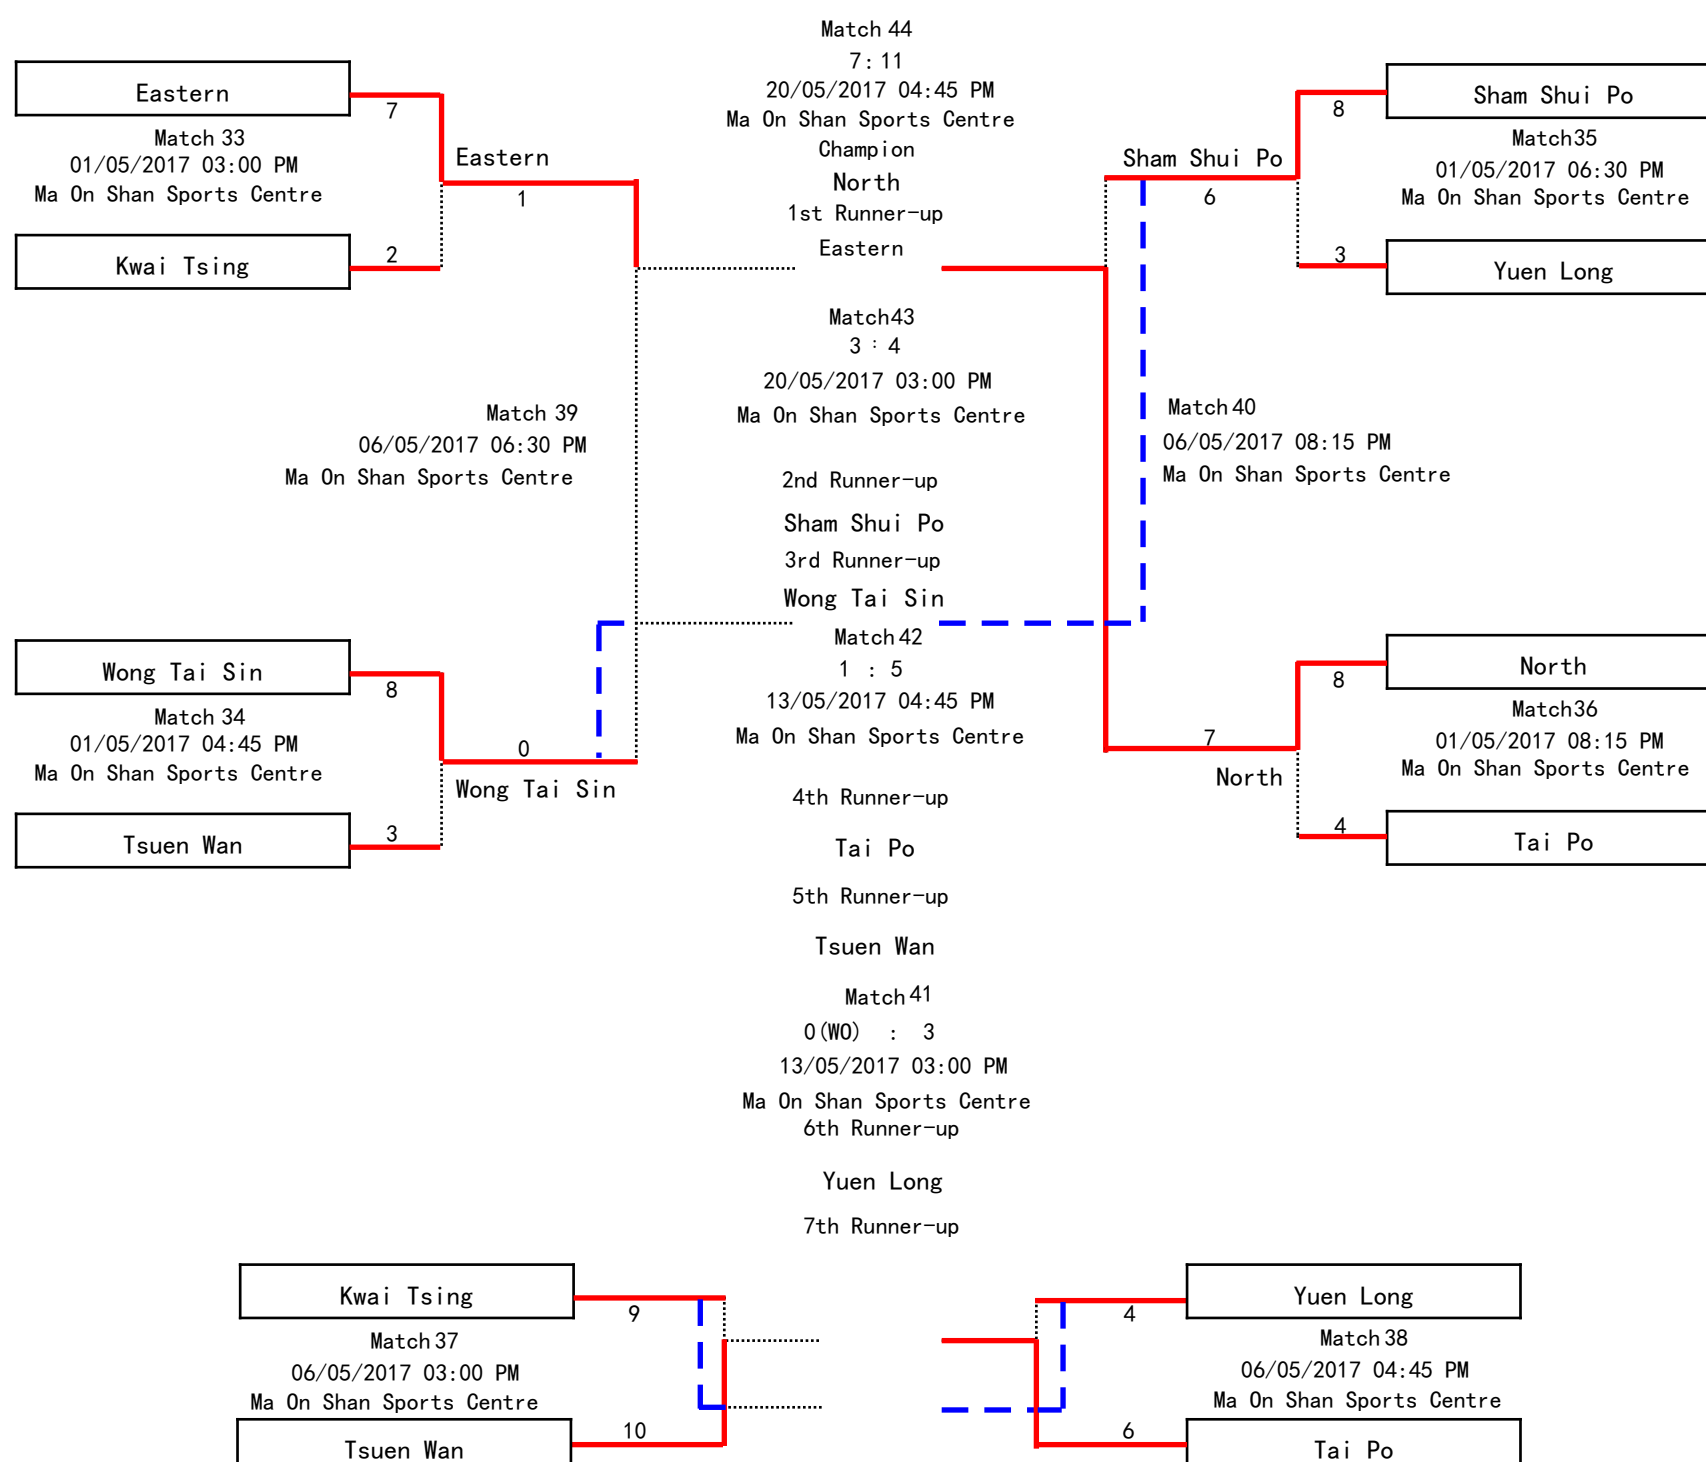 Match 44
7: 11
20/05/2017 04:45 PM
Ma On Shan Sports Centre
Champion
North
1st Runner-up
Eastern
Eastern
7
Match 33
01/05/2017 03:00 PM
Ma On Shan Sports Centre
Eastern
1
2
Kwai Tsing
Sham Shui Po
8
Match35
01/05/2017 06:30 PM
Ma On Shan Sports Centre
Sham Shui Po
6
3
Yuen Long
Match43
3 : 4
20/05/2017 03:00 PM
Ma On Shan Sports Centre
Match 39
06/05/2017 06:30 PM
Ma On Shan Sports Centre
Match 40
06/05/2017 08:15 PM
Ma On Shan Sports Centre
2nd Runner-up
Sham Shui Po
3rd Runner-up
Wong Tai Sin
Match 42
1 : 5
13/05/2017 04:45 PM
Ma On Shan Sports Centre
Wong Tai Sin
8
Match 34
01/05/2017 04:45 PM
Ma On Shan Sports Centre
0
Wong Tai Sin
3
Tsuen Wan
North
8
Match36
01/05/2017 08:15 PM
Ma On Shan Sports Centre
7
North
4
Tai Po
4th Runner-up
Tai Po
5th Runner-up
Tsuen Wan
Match 41
0(WO) : 3
13/05/2017 03:00 PM
Ma On Shan Sports Centre
6th Runner-up
Yuen Long
7th Runner-up
Kwai Tsing
9
Match 37
06/05/2017 03:00 PM
Ma On Shan Sports Centre
10
Tsuen Wan
Yuen Long
4
Match 38
06/05/2017 04:45 PM
Ma On Shan Sports Centre
6
Tai Po